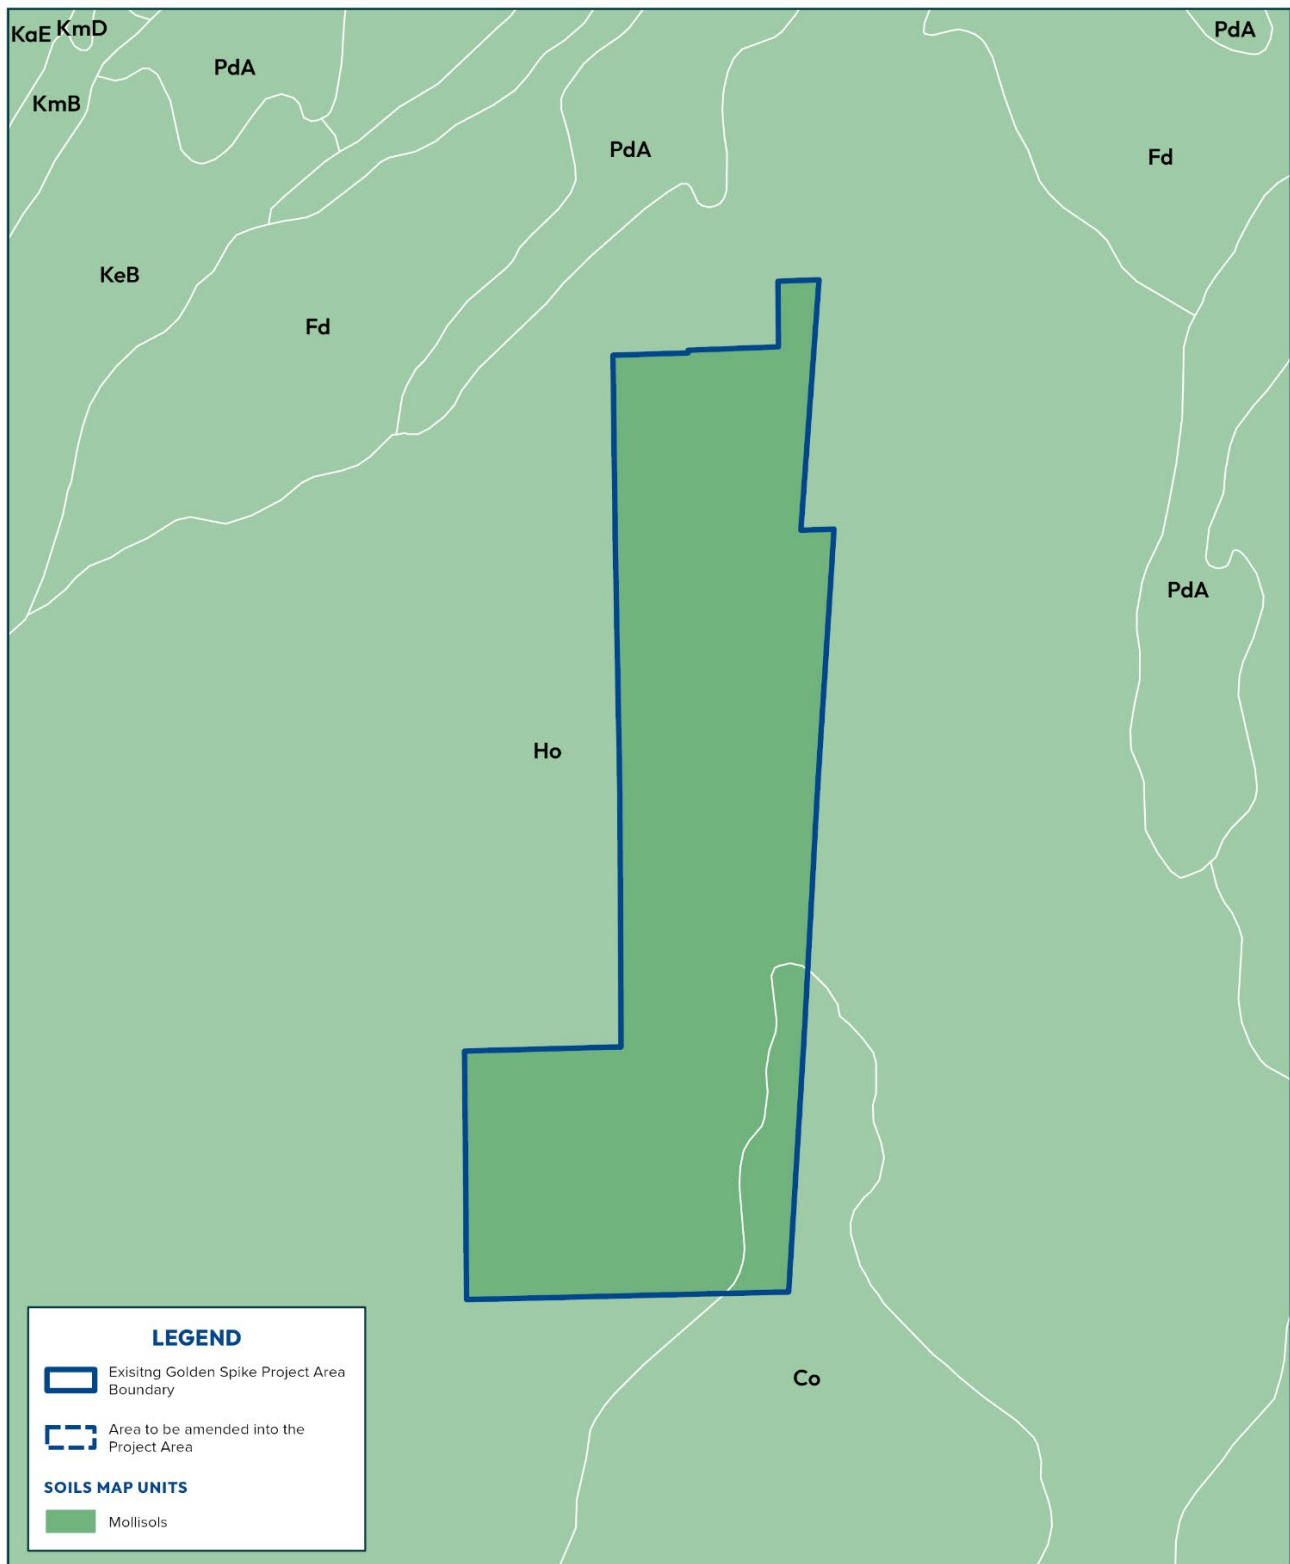 KaE
KmD
PdA
PdA
KmB
PdA
Fd
KeB
Fd
PdA
Ho
Co
LEGEND
Exisitng Golden Spike Project Area
Boundary
Area to be amended into the
Project Area
SOILS MAP UNITS
Mollisols